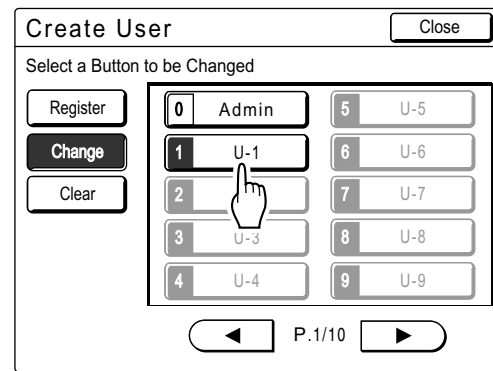 Create User
Close
Select a Button to be Changed
Register
Change
Clear
0 Admin
1 U-1
2
3 U-3
4 U-4
5 U-5
6 U-6
7 U-7
8 U-8
9 U-9
◄ P.1/10 ►